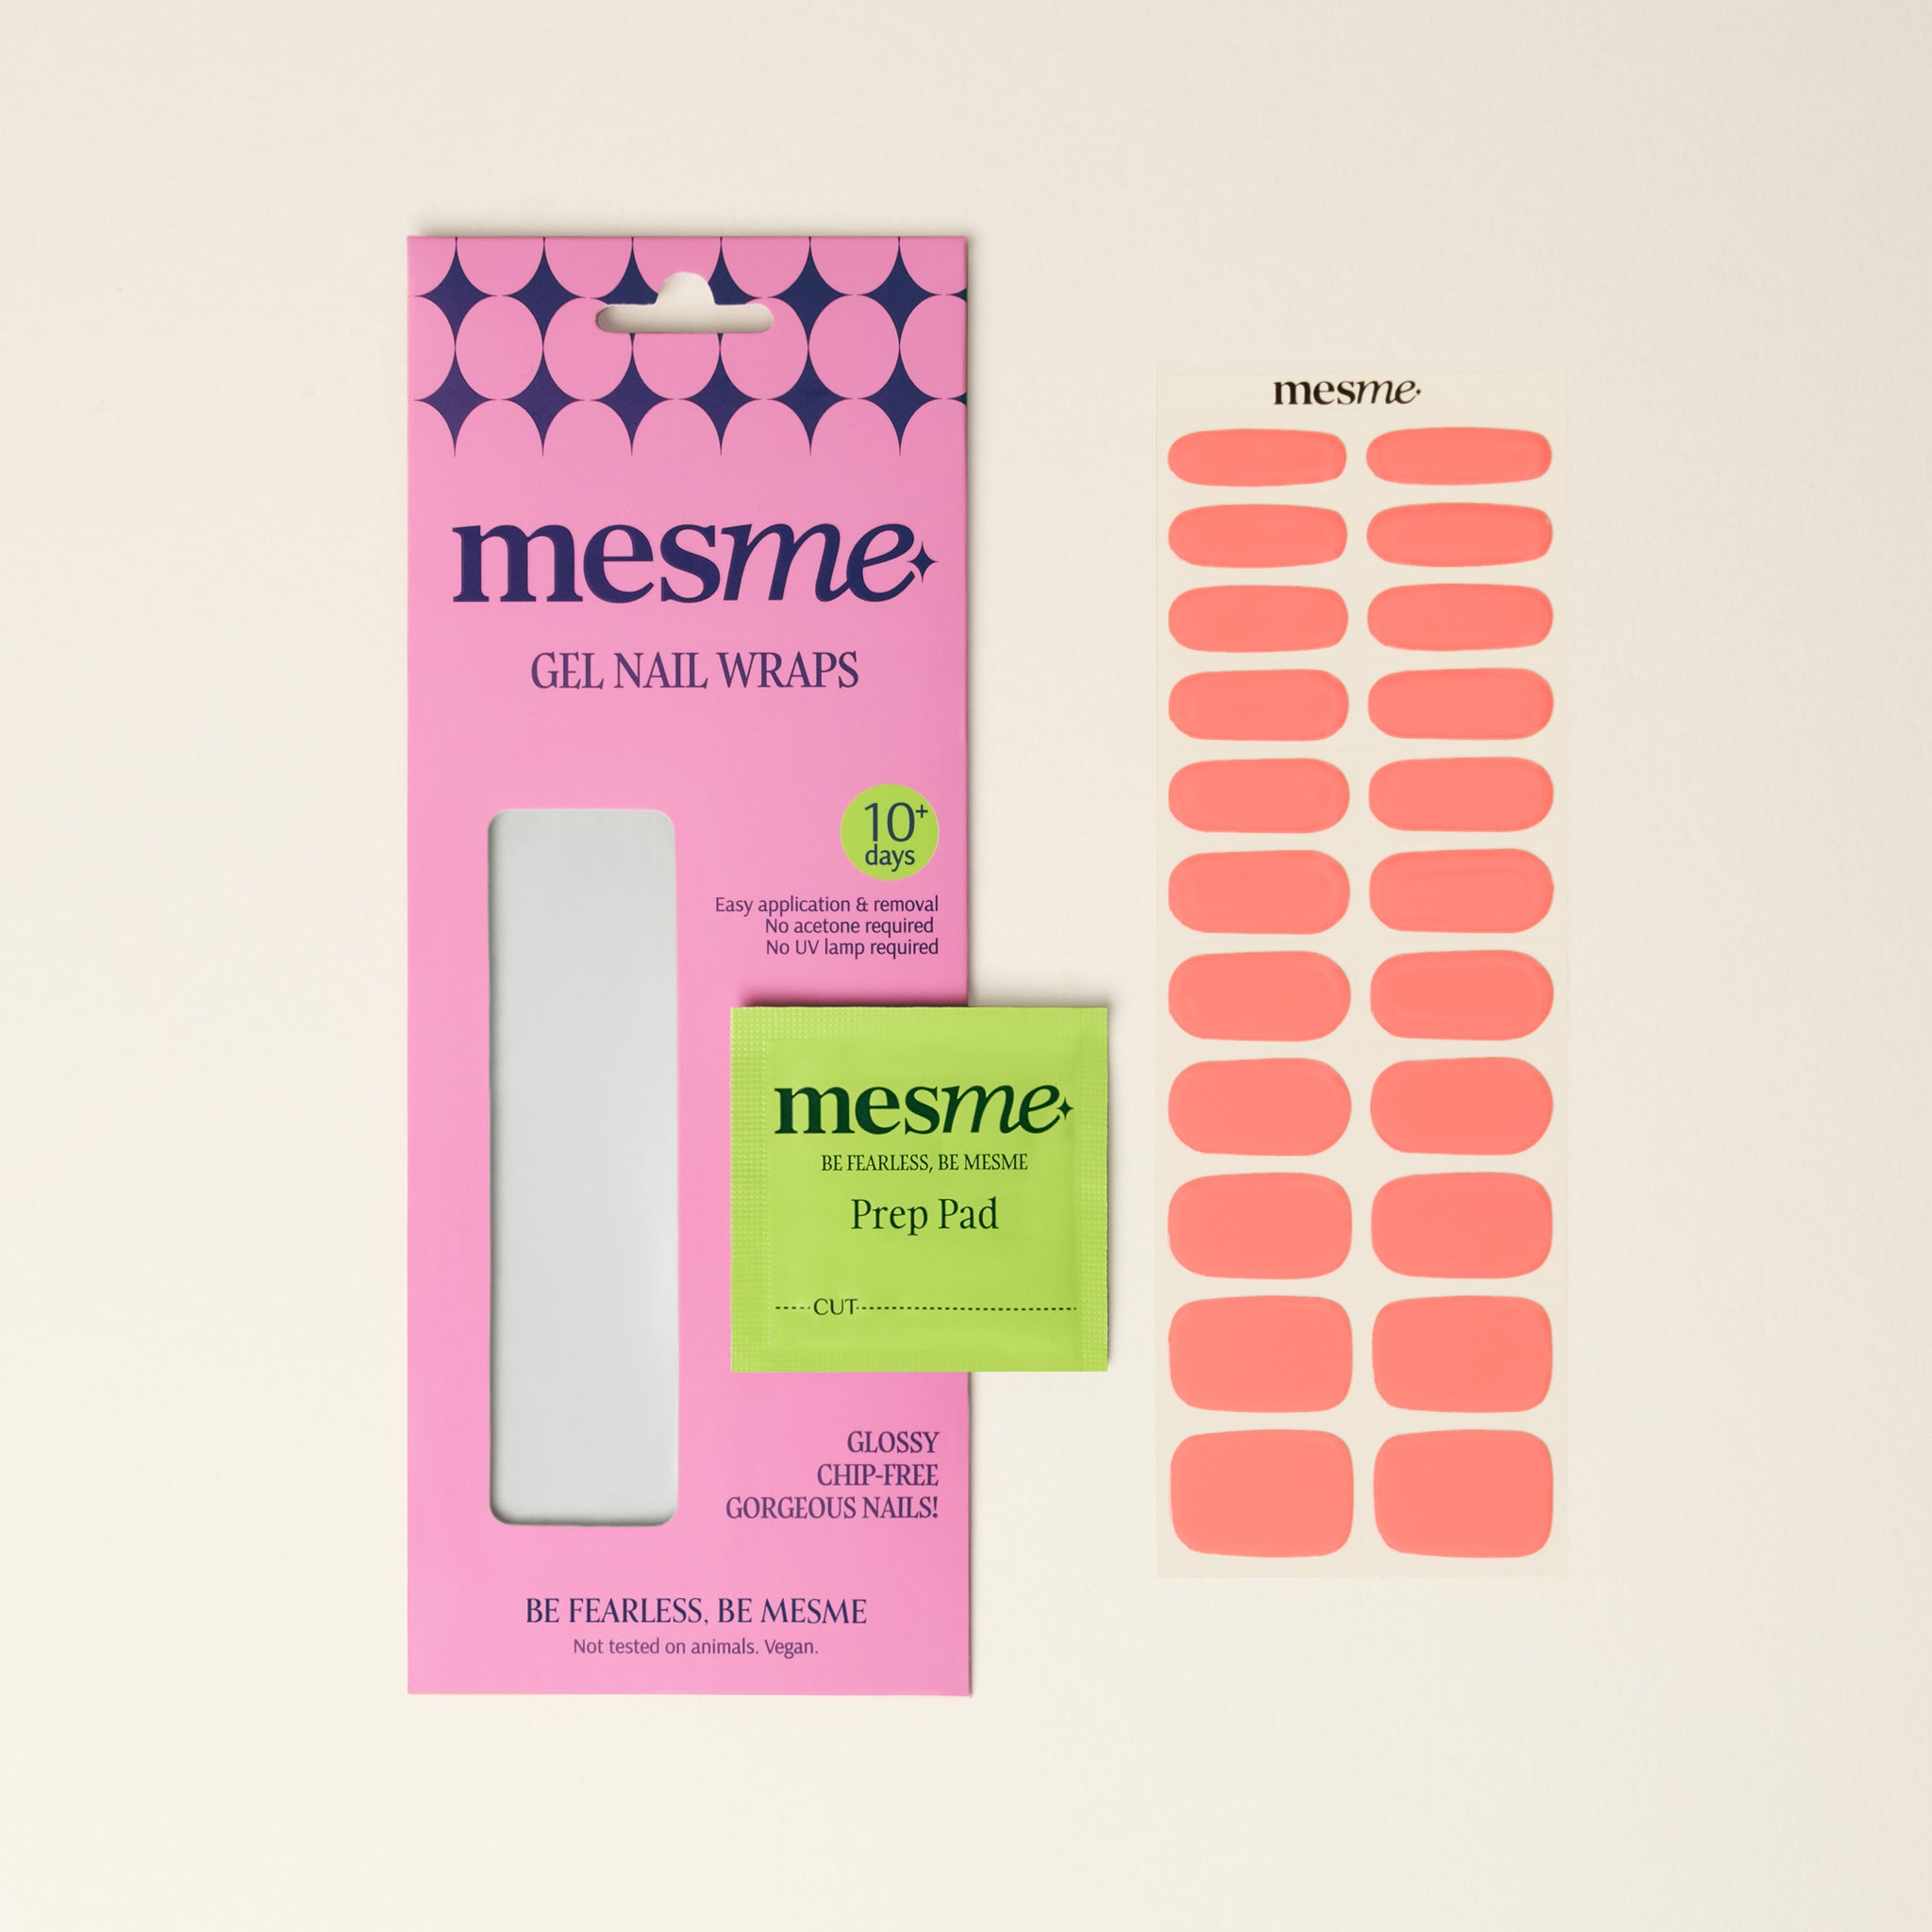 mesme
GEL NAIL WRAPS
10+
days
Easy application & removal
No acetone required
No UV lamp required
mesme
BE FEARLESS, BE MESME
Prep Pad
CUT
GLOSSY
CHIP-FREE
GORGEOUS NAILS!
BE FEARLESS, BE MESME
Not tested on animals. Vegan.
mesme